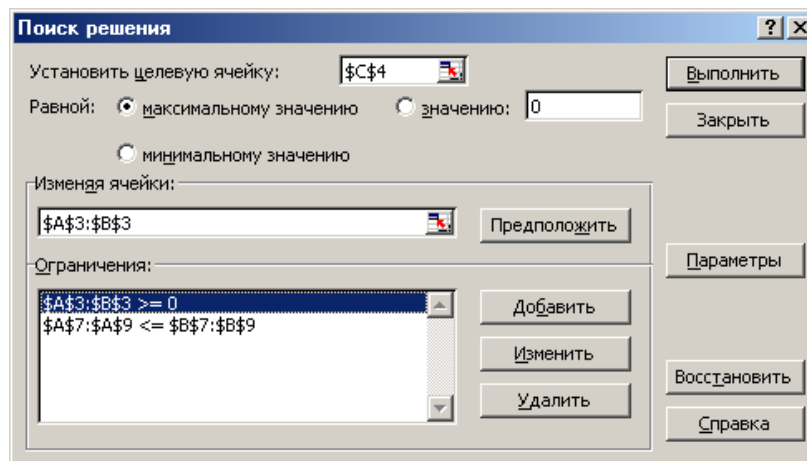 Поиск решения
Установить целевую ячейку: $C$4
Выполнить
Равной: максимальному значению значению: 0
Закрыть
минимальному значению
Изменяя ячейки:
$A$3:$B$3
Предположить
Ограничения:
Параметры
$A$3:$B$3 >= 0
$A$7:$A$9 <= $B$7:$B$9
Добавить
Изменить
Удалить
Восстановить
Справка